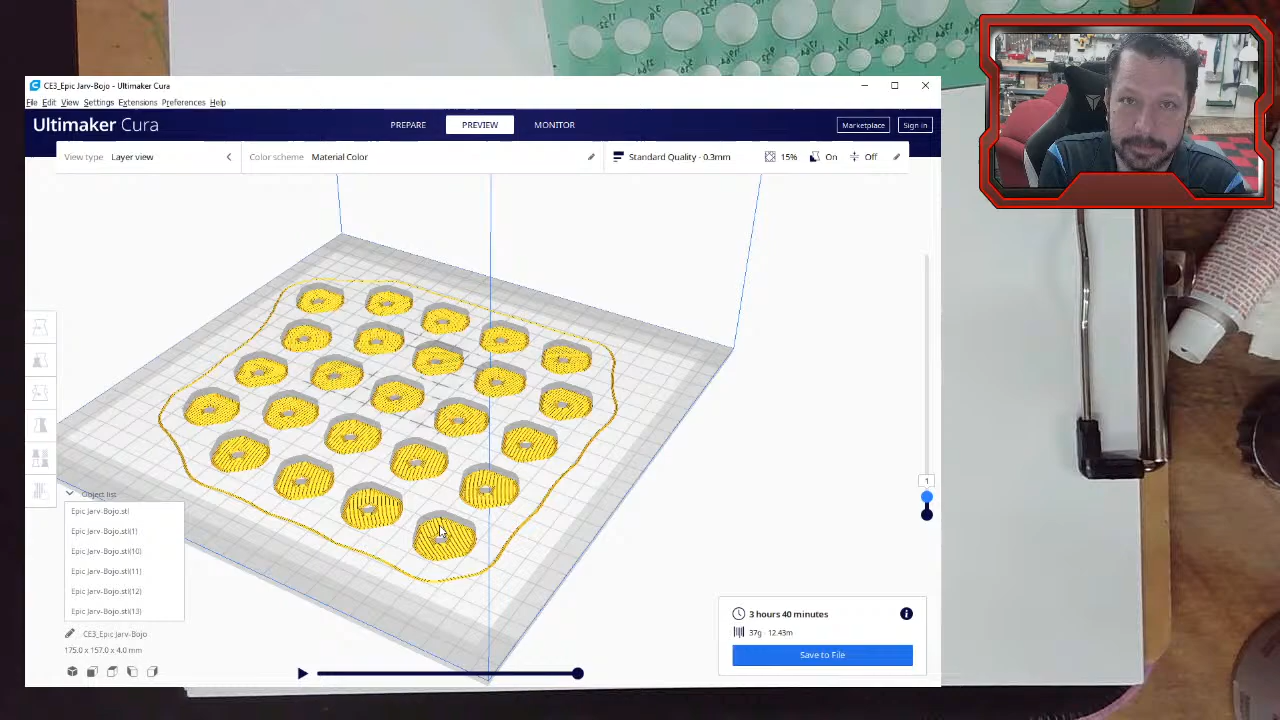 CE3_Epic Jarv-Bojo - Ultimaker Cura
File Edit View Settings Extensions Preferences Help
Ultimaker Cura
PREPARE
PREVIEW
MONITOR
Marketplace
Sign in
View type Layer view
Color scheme Material Color
Standard Quality - 0.3mm
15%
On
Off
1
Object list
Epic Jarv-Bojo.stl
Epic Jarv-Bojo.stl(1)
Epic Jarv-Bojo.stl(10)
Epic Jarv-Bojo.stl(11)
Epic Jarv-Bojo.stl(12)
Epic Jarv-Bojo.stl(13)
CE3_Epic Jarv-Bojo
175.0 x 157.0 x 4.0 mm
3 hours 40 minutes
37g · 12.43m
Save to File